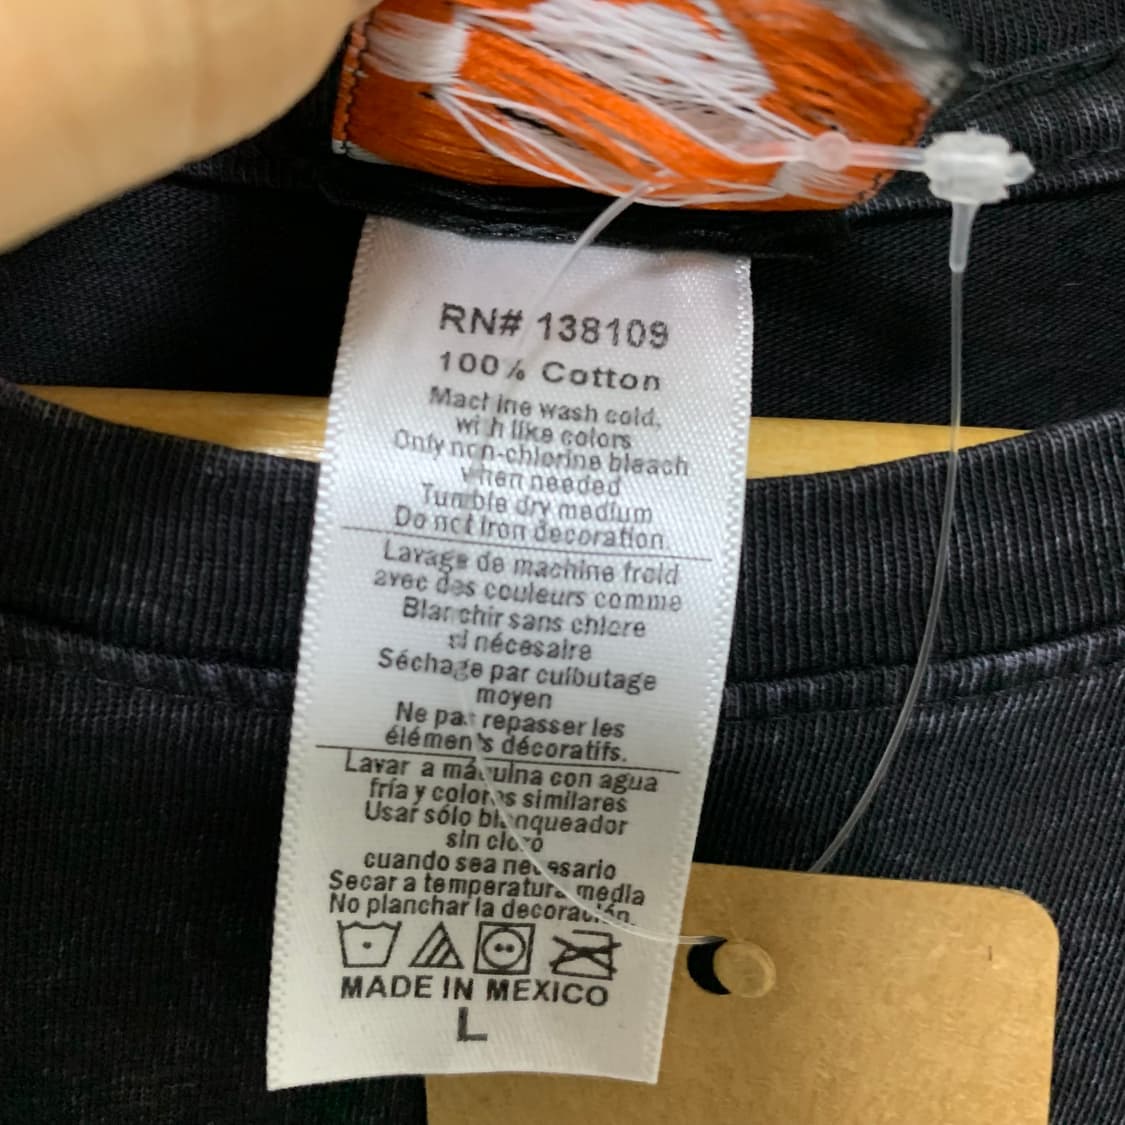 RN# 138109
100% Cotton
Machine wash cold,
with like colors
Only non-chlorine bleach
when needed
Tumble dry medium
Do not iron decoration.
Lavage de machine froid
avec des couleurs comme
Blanchir sans chlore
si nécesaire
Séchage par culbutage
moyen
Ne pas repasser les
éléments décoratifs.
Lavar a máquina con agua
fría y colores similares
Usar sólo blanqueador
sin cloro
cuando sea necesario
Secar a temperatura media
No planchar la decoración.
MADE IN MEXICO
L